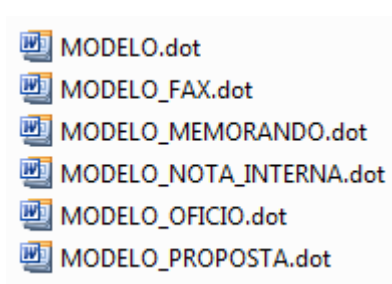 MODELO.dot
MODELO_FAX.dot
MODELO_MEMORANDO.dot
MODELO_NOTA_INTERNA.dot
MODELO_OFICIO.dot
MODELO_PROPOSTA.dot